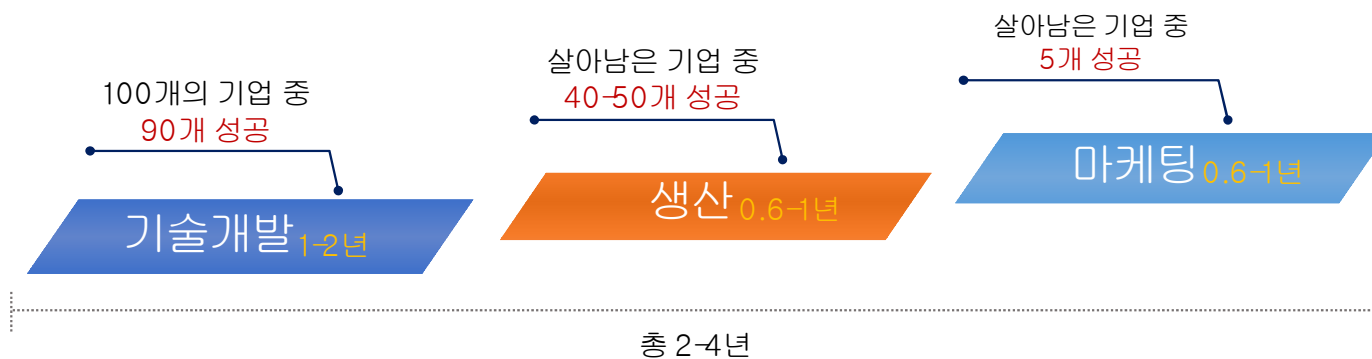 100개의 기업 중
90개 성공
기술개발 1-2년
살아남은 기업 중
40-50개 성공
생산 0.6-1년
살아남은 기업 중
5개 성공
마케팅 0.6-1년
총 2-4년